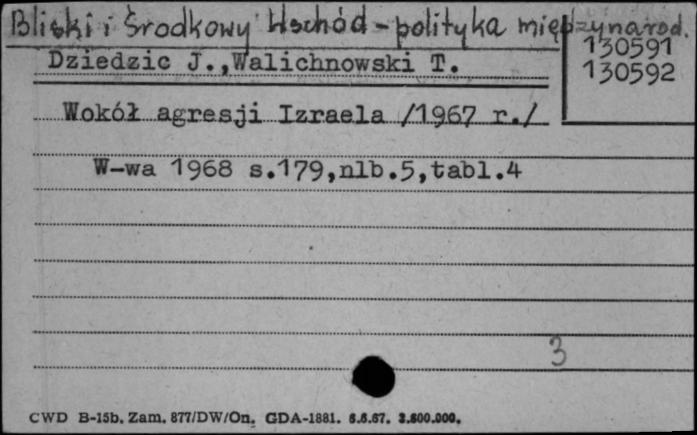 Bliski i Środkowy Wschód - polityka międzynarod.
130591
Dziedzic J.,Walichnowski T.
130592
Wokół agresji Izraela /1967 r./
W-wa 1968 s.179,nlb.5,tabl.4
3
CWD B-15b. Zam. 877/DW/On. GDA-1881. 6.6.67. 3.600.000.